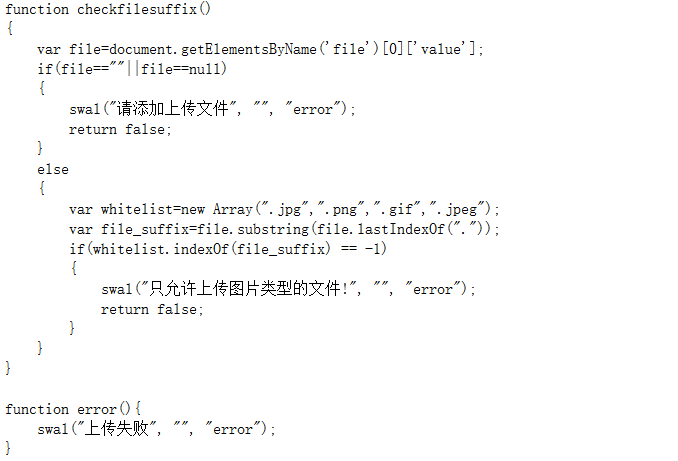 function checkfilesuffix()
{
    var file=document.getElementsByName('file')[0]['value'];
    if(file==""||file==null)
    {
        swal("请添加上传文件", "", "error");
        return false;
    }
    else
    {
        var whitelist=new Array(".jpg",".png",".gif",".jpeg");
        var file_suffix=file.substring(file.lastIndexOf("."));
        if(whitelist.indexOf(file_suffix) == -1)
        {
            swal("只允许上传图片类型的文件!", "", "error");
            return false;
        }
    }
}

function error(){
    swal("上传失败", "", "error");
}